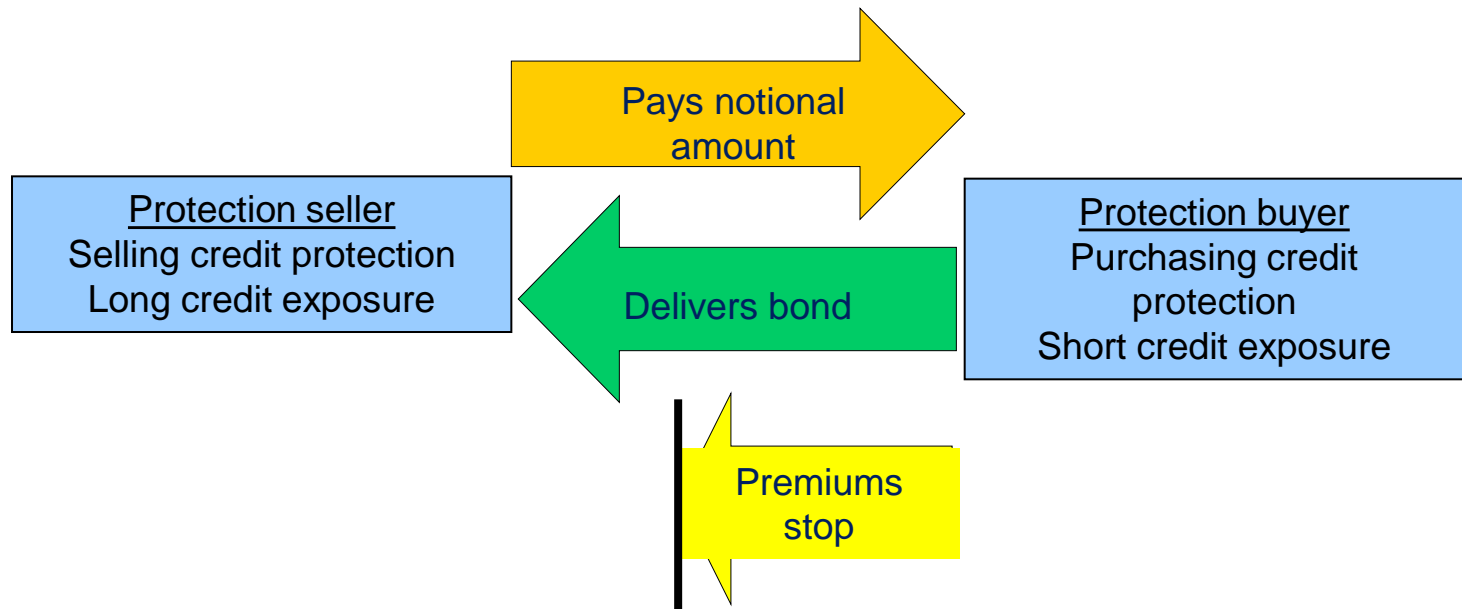 Pays notional
amount
Protection seller
Selling credit protection
Long credit exposure
Delivers bond
Protection buyer
Purchasing credit
protection
Short credit exposure
Premiums
stop